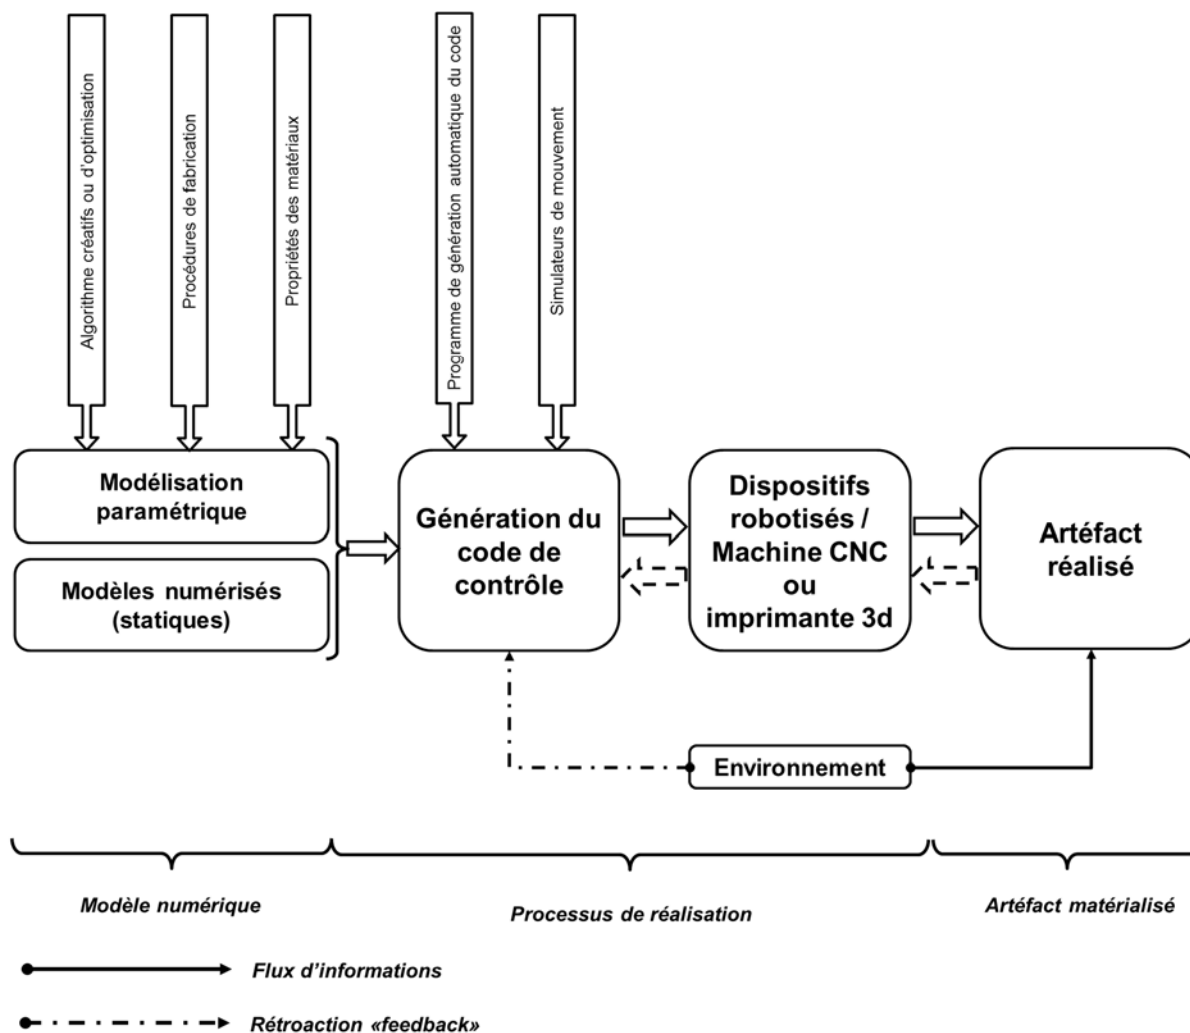 Algorithme créatifs ou d'optimisation
Procédures de fabrication
Propriétés des matériaux
Programme de génération automatique du code
Simulateurs de mouvement
Modélisation
paramétrique
Modèles numérisés
(statiques)
Génération du
code de
contrôle
Dispositifs
robotisés /
Machine CNC
ou
imprimante 3d
Artéfact
réalisé
Environnement
Modèle numérique
Processus de réalisation
Artéfact matérialisé
Flux d'informations
Rétroaction «feedback»